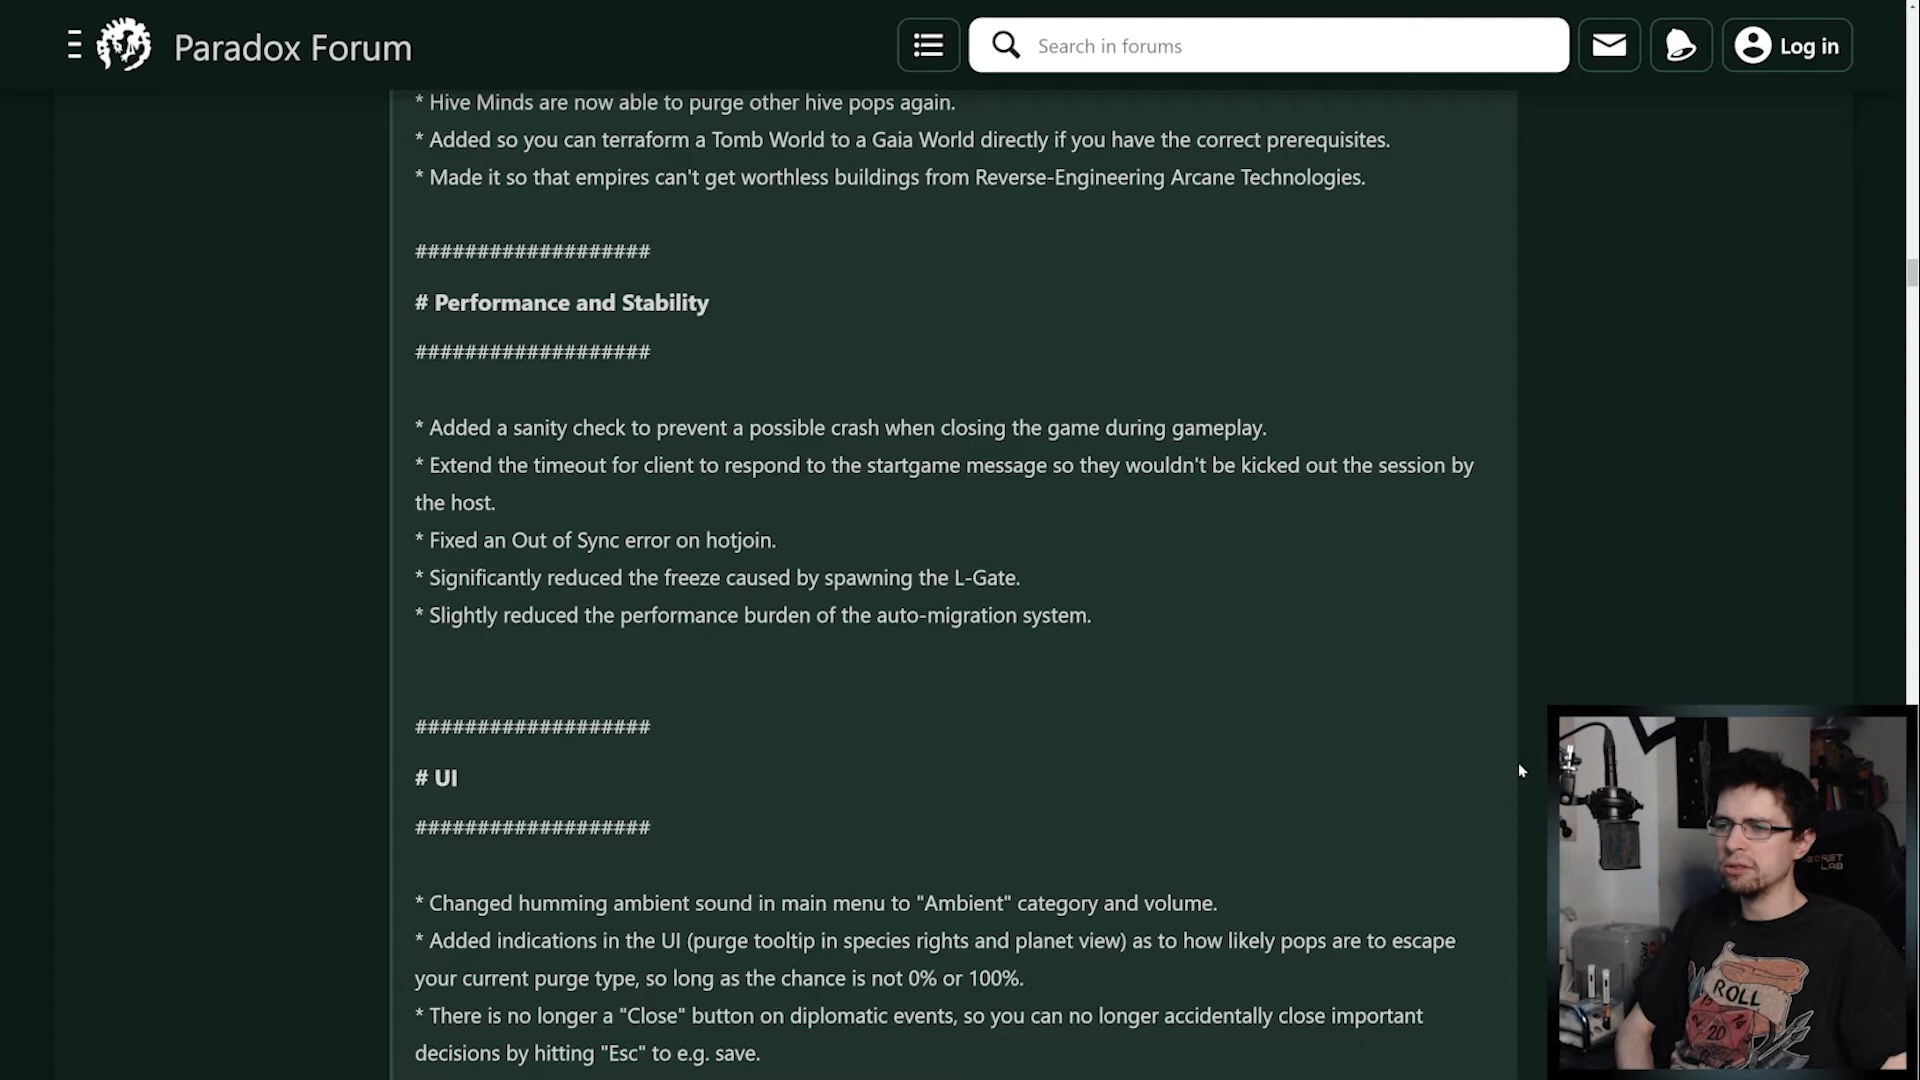 Paradox Forum
Search in forums
Log in
* Hive Minds are now able to purge other hive pops again.
* Added so you can terraform a Tomb World to a Gaia World directly if you have the correct prerequisites.
* Made it so that empires can't get worthless buildings from Reverse-Engineering Arcane Technologies.
###################
# Performance and Stability
###################
* Added a sanity check to prevent a possible crash when closing the game during gameplay.
* Extend the timeout for client to respond to the startgame message so they wouldn't be kicked out the session by
the host.
* Fixed an Out of Sync error on hotjoin.
* Significantly reduced the freeze caused by spawning the L-Gate.
* Slightly reduced the performance burden of the auto-migration system.
###################
# UI
###################
* Changed humming ambient sound in main menu to "Ambient" category and volume.
* Added indications in the UI (purge tooltip in species rights and planet view) as to how likely pops are to escape
your current purge type, so long as the chance is not 0% or 100%.
* There is no longer a "Close" button on diplomatic events, so you can no longer accidentally close important
decisions by hitting "Esc" to e.g. save.
ROLL
20
LAB